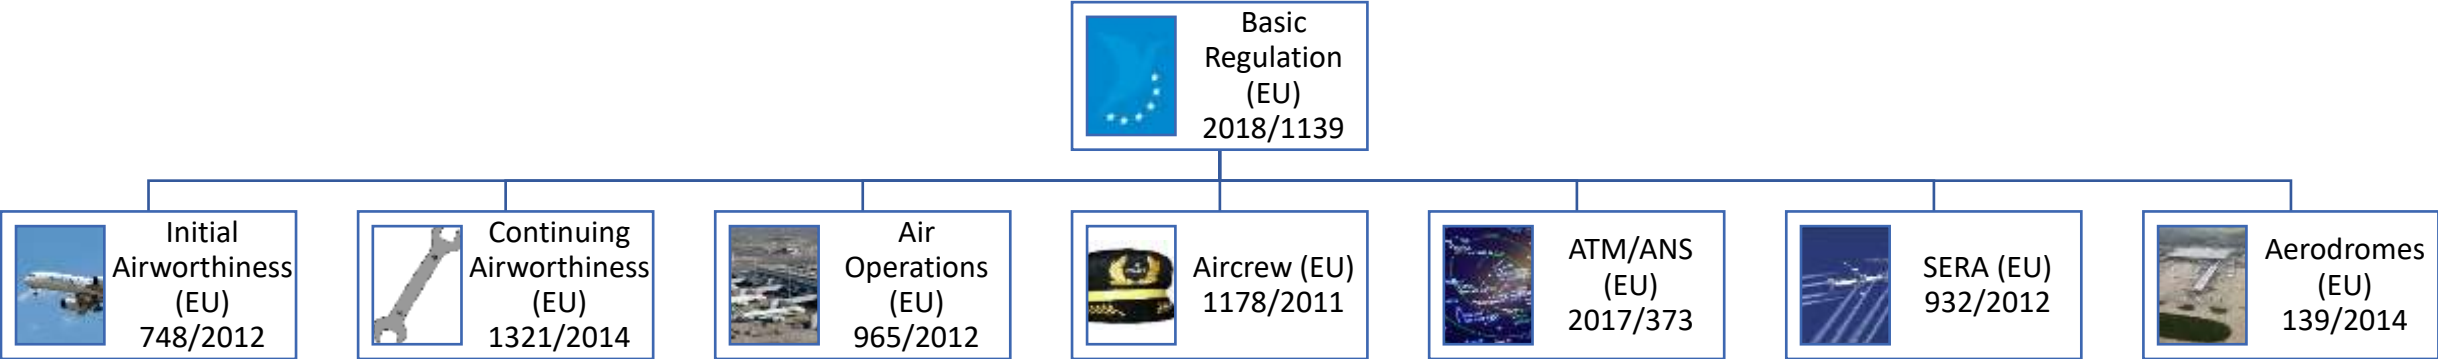 Basic
Regulation
(EU)
2018/1139
Initial
Airworthiness
(EU)
748/2012
Continuing
Airworthiness
(EU)
1321/2014
Air
Operations
(EU)
965/2012
Aircrew (EU)
1178/2011
ATM/ANS
(EU)
2017/373
SERA (EU)
932/2012
Aerodromes
(EU)
139/2014